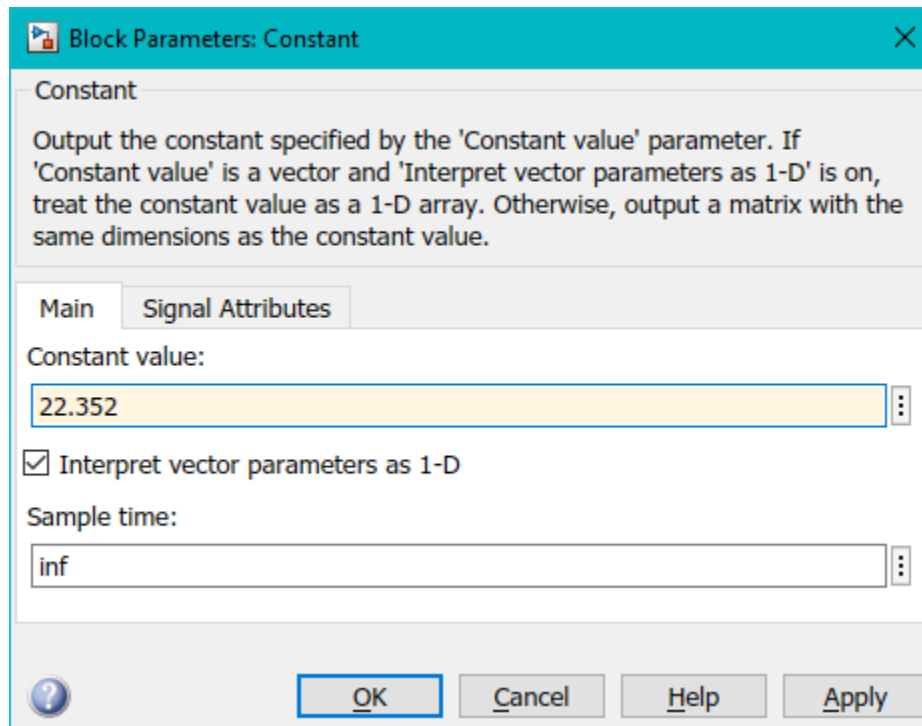 Block Parameters: Constant
Constant
Output the constant specified by the 'Constant value' parameter. If
'Constant value' is a vector and 'Interpret vector parameters as 1-D' is on,
treat the constant value as a 1-D array. Otherwise, output a matrix with the
same dimensions as the constant value.
Main Signal Attributes
Constant value:
22.352
Interpret vector parameters as 1-D
Sample time:
inf
OK Cancel Help Apply